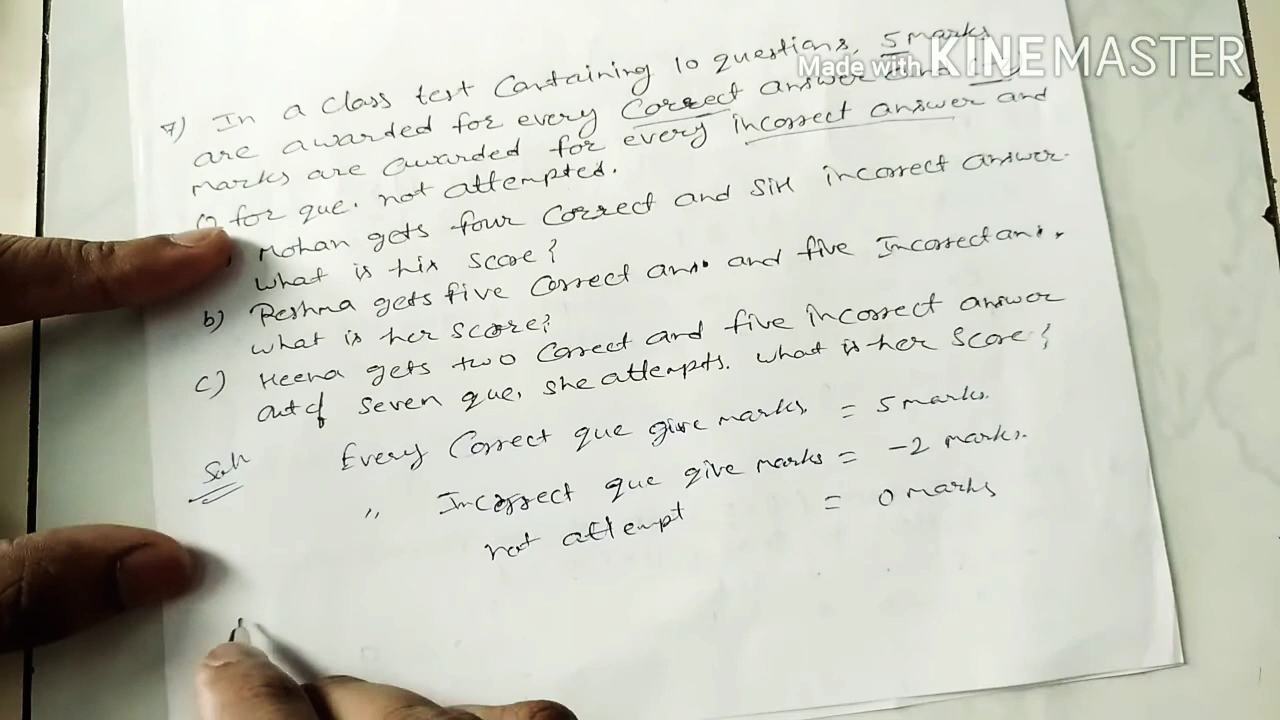 Made with KINEMASTER
7) In a class test containing 10 questions, 5 marks
are awarded for every correct answer and
marks are awarded for every incorrect answer and
for que. not attempted.
Mohan gets four correct and six incorrect answer.
what is his score?
b) Reshma gets five correct ans. and five Incorrect ans.
what is her score?
c) Heena gets two correct and five incorrect answer
out of seven que. she attempts. what is her score?
Soln Every correct que give marks. = 5 marks.
,, Incorrect que give marks = -2 marks.
not attempt = 0 marks